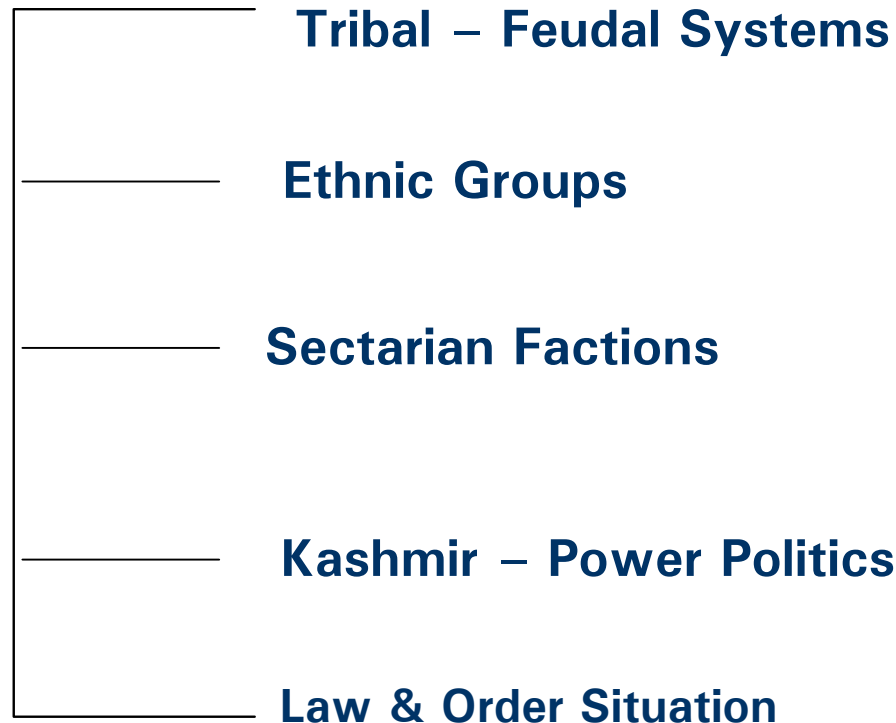 Tribal – Feudal Systems
Ethnic Groups
Sectarian Factions
Kashmir – Power Politics
Law & Order Situation